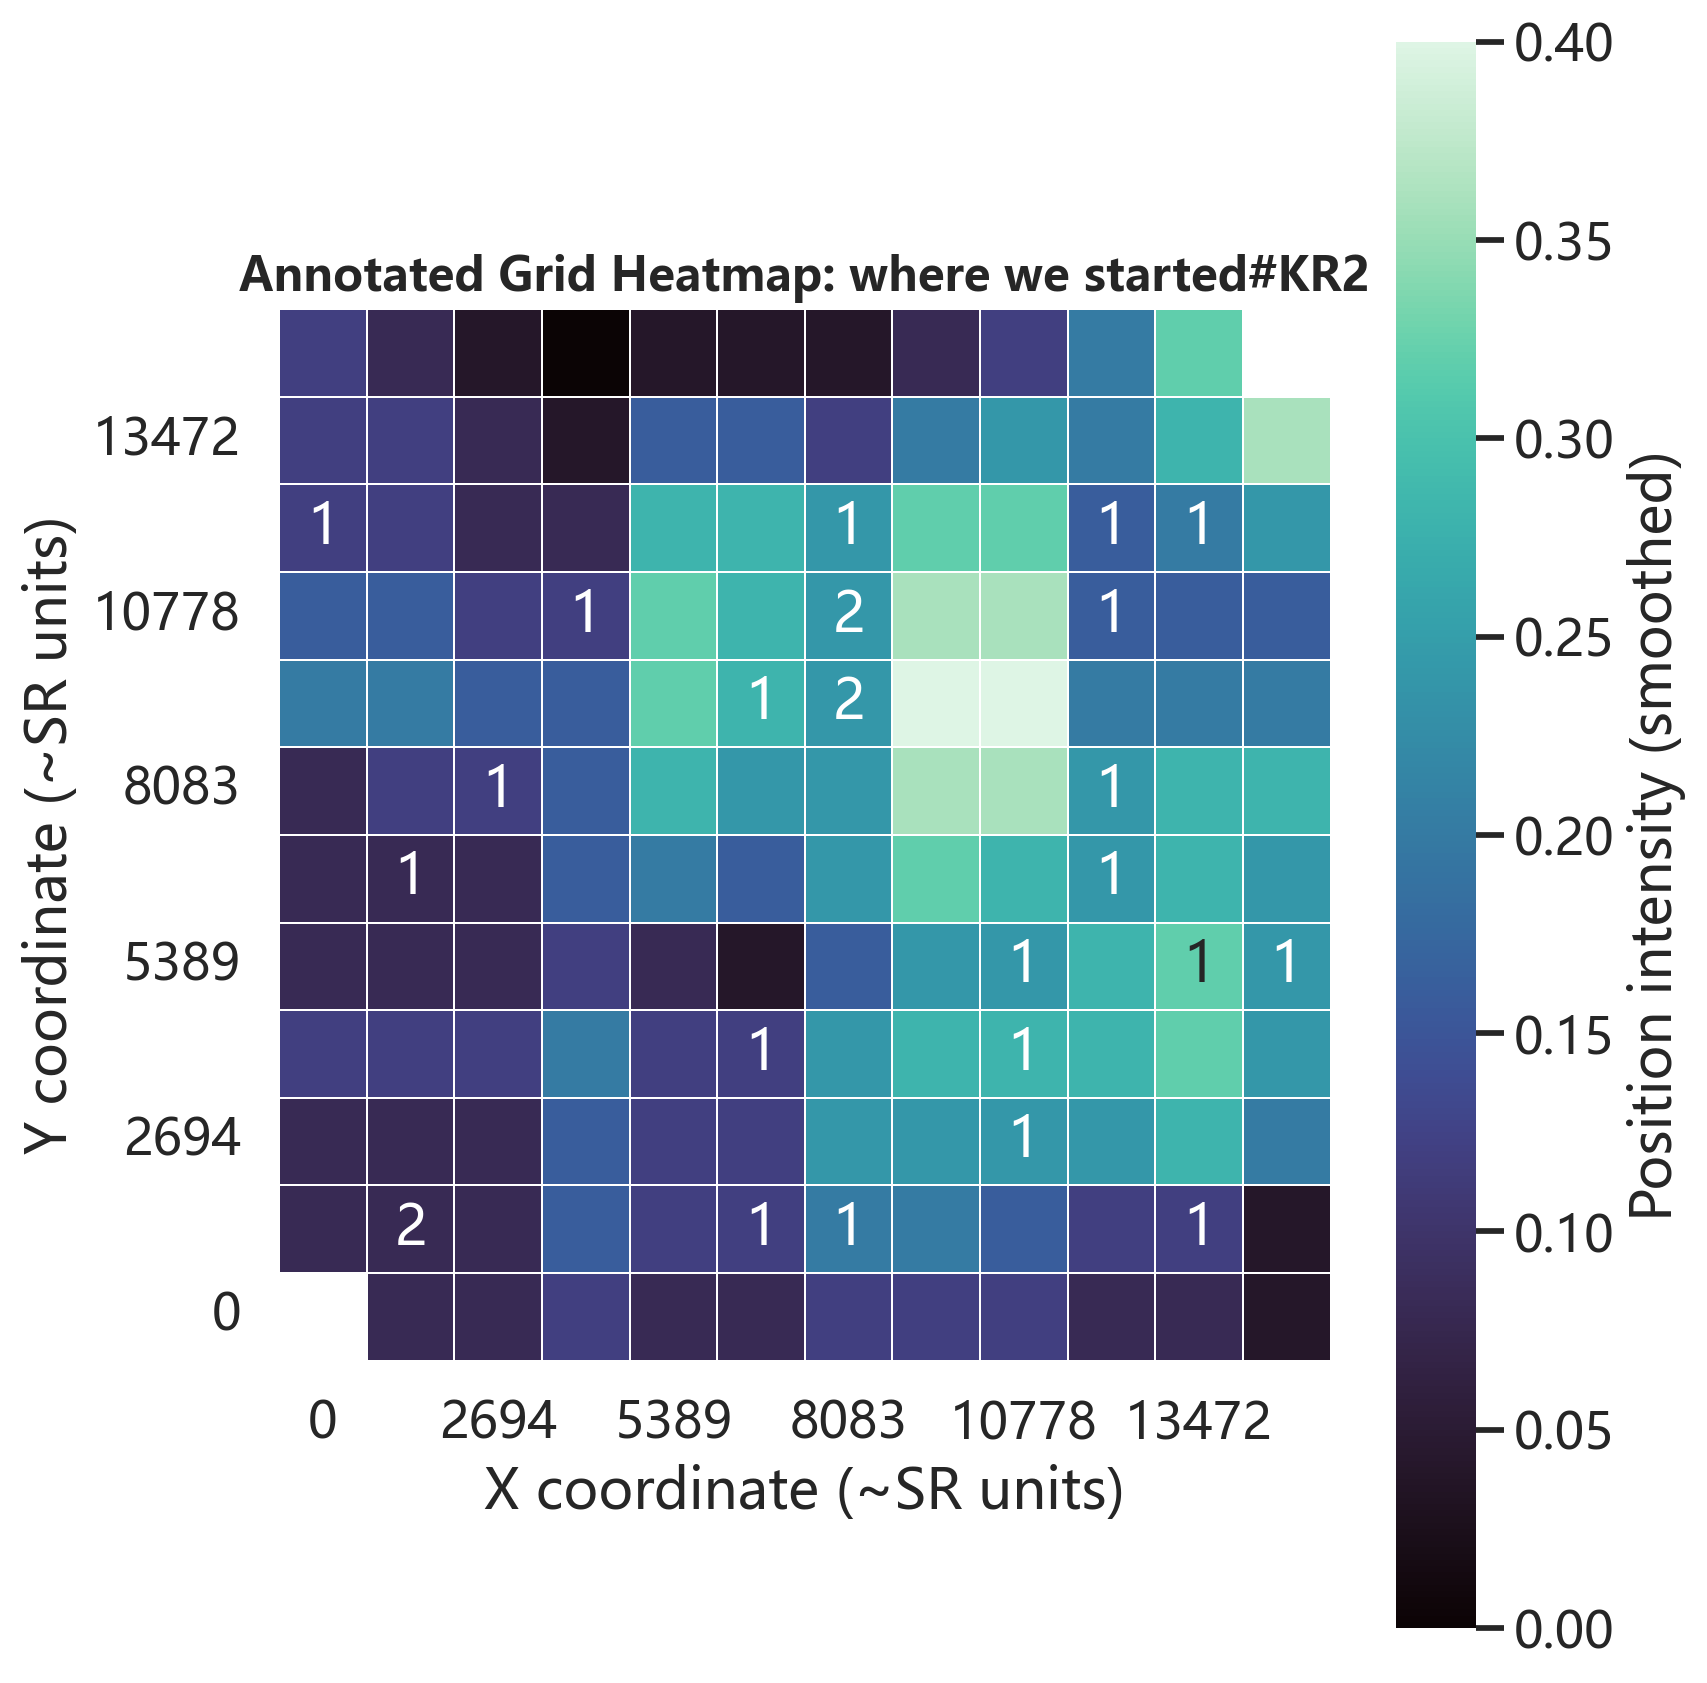 Annotated Grid Heatmap: where we started#KR2
13472
10778
8083
5389
2694
0
Y coordinate (~SR units)
1 1 1 1
1 2 1
1 2
1 1
1 1
1 1 1
1 1
1
2 1 1 1
0 2694 5389 8083 10778 13472
X coordinate (~SR units)
0.40
0.35
0.30
0.25
0.20
0.15
0.10
0.05
0.00
Position intensity (smoothed)